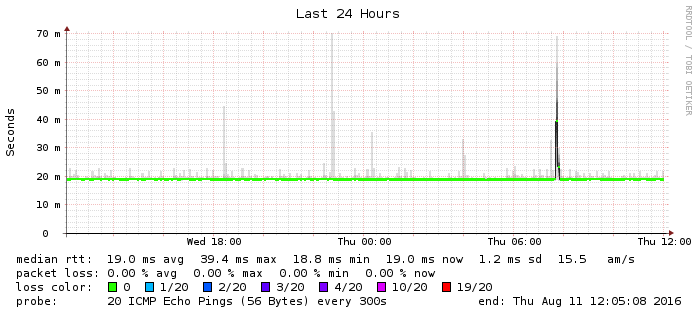 Last 24 Hours
RRDTOOL / TOBI OETIKER
Seconds
70 m
60 m
50 m
40 m
30 m
20 m
10 m
0
Wed 18:00 Thu 00:00 Thu 06:00 Thu 12:00
median rtt: 19.0 ms avg 39.4 ms max 18.8 ms min 19.0 ms now 1.2 ms sd 15.5 am/s
packet loss: 0.00 % avg 0.00 % max 0.00 % min 0.00 % now
loss color: 0 1/20 2/20 3/20 4/20 10/20 19/20
probe: 20 ICMP Echo Pings (56 Bytes) every 300s end: Thu Aug 11 12:05:08 2016